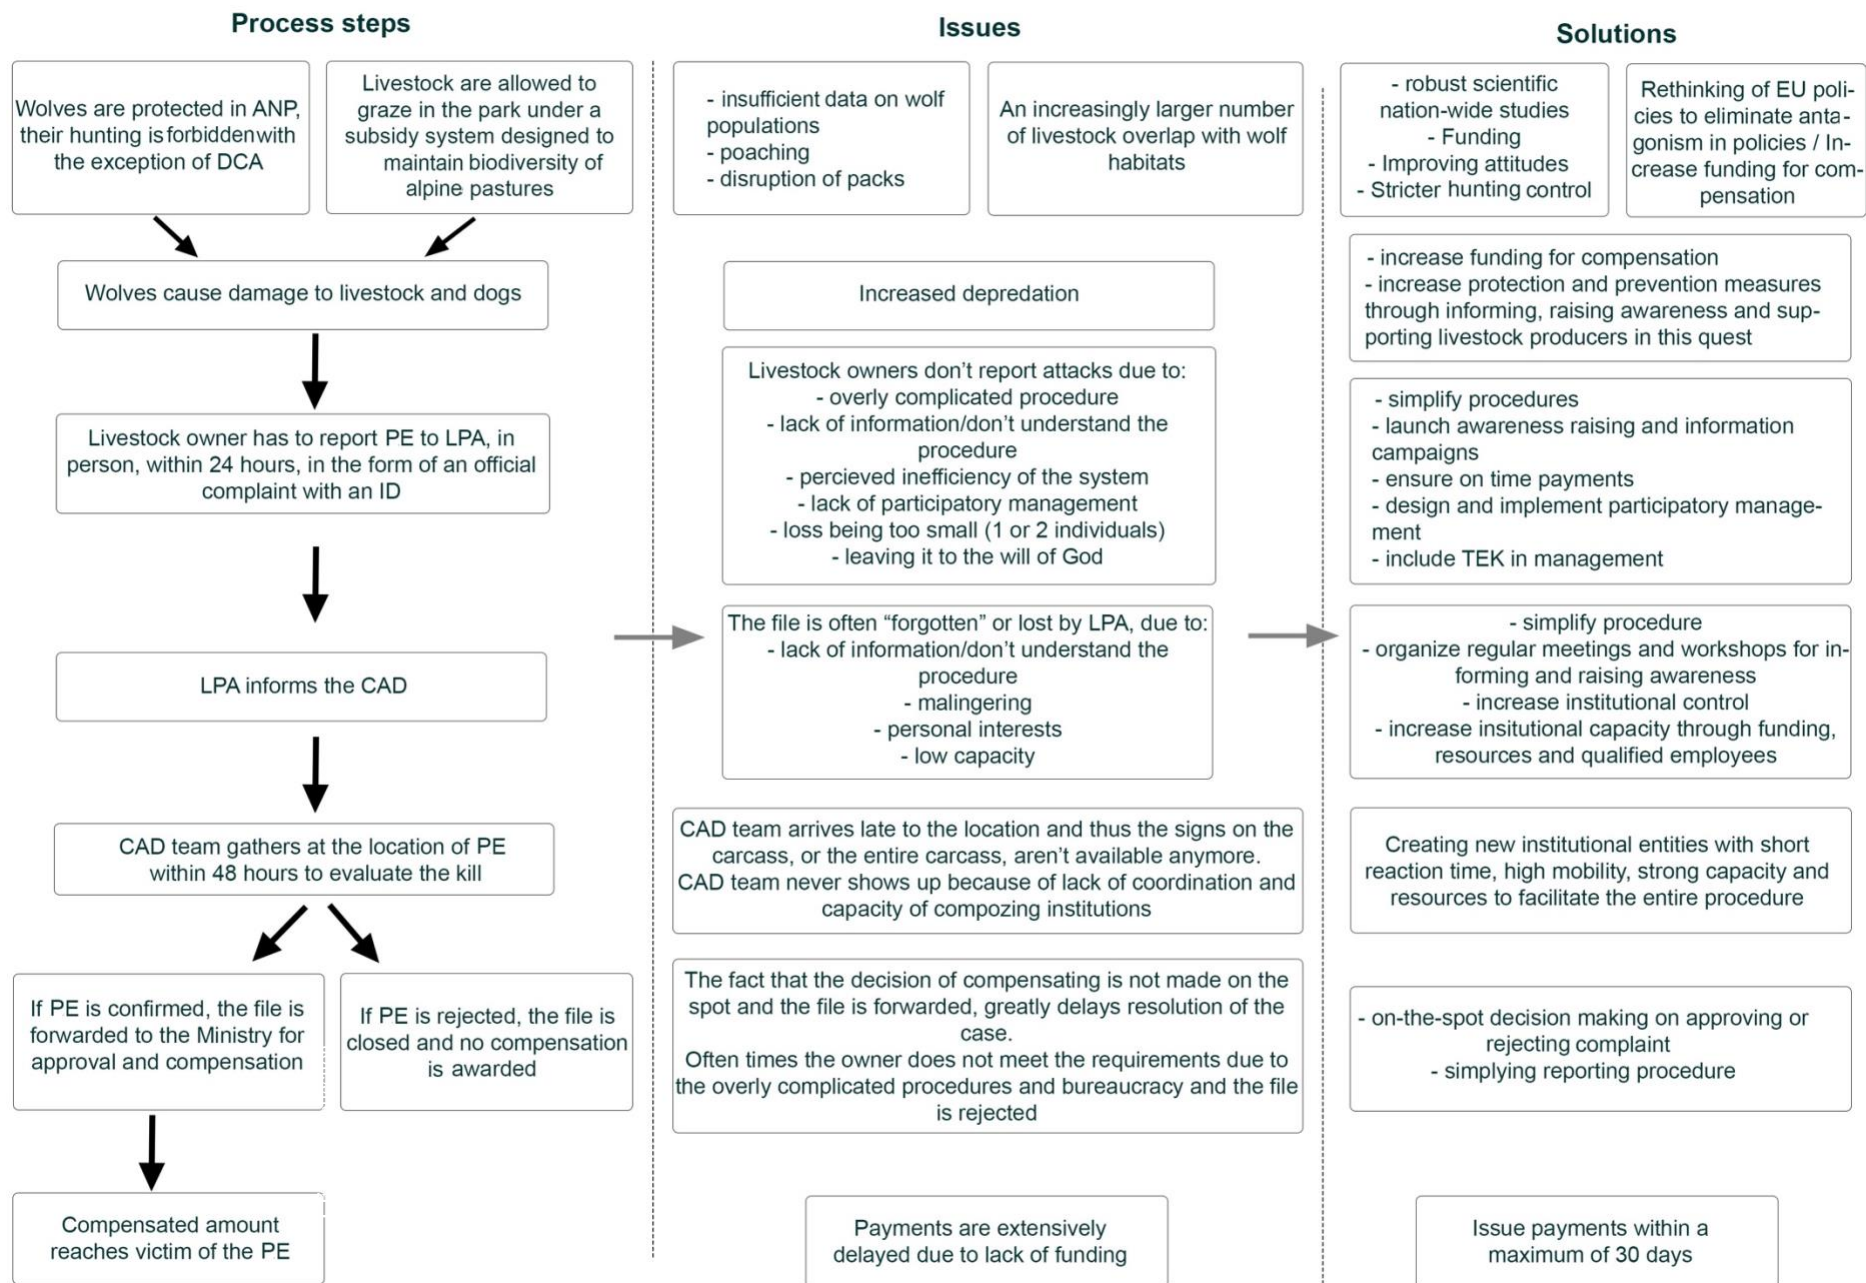 Process steps
Wolves are protected in ANP,
their hunting is forbidden with
the exception of DCA
Livestock are allowed to
graze in the park under a
subsidy system designed to
maintain biodiversity of
alpine pastures
Wolves cause damage to livestock and dogs
Livestock owner has to report PE to LPA, in
person, within 24 hours, in the form of an official
complaint with an ID
LPA informs the CAD
CAD team gathers at the location of PE
within 48 hours to evaluate the kill
If PE is confirmed, the file is
forwarded to the Ministry for
approval and compensation
If PE is rejected, the file is
closed and no compensation
is awarded
Compensated amount
reaches victim of the PE
Issues
- insufficient data on wolf
populations
- poaching
- disruption of packs
An increasingly larger number
of livestock overlap with wolf
habitats
Increased depredation
Livestock owners don't report attacks due to:
- overly complicated procedure
- lack of information/don't understand the
procedure
- percieved inefficiency of the system
- lack of participatory management
- loss being too small (1 or 2 individuals)
- leaving it to the will of God
The file is often “forgotten” or lost by LPA, due to:
- lack of information/don't understand the
procedure
- malingering
- personal interests
- low capacity
CAD team arrives late to the location and thus the signs on the
carcass, or the entire carcass, aren't available anymore.
CAD team never shows up because of lack of coordination and
capacity of compozing institutions
The fact that the decision of compensating is not made on the
spot and the file is forwarded, greatly delays resolution of the
case.
Often times the owner does not meet the requirements due to
the overly complicated procedures and bureaucracy and the file
is rejected
Payments are extensively
delayed due to lack of funding
Solutions
- robust scientific
nation-wide studies
- Funding
- Improving attitudes
- Stricter hunting control
Rethinking of EU poli-
cies to eliminate anta-
gonism in policies / In-
crease funding for com-
pensation
- increase funding for compensation
- increase protection and prevention measures
through informing, raising awareness and sup-
porting livestock producers in this quest
- simplify procedures
- launch awareness raising and information
campaigns
- ensure on time payments
- design and implement participatory manage-
ment
- include TEK in management
- simplify procedure
- organize regular meetings and workshops for in-
forming and raising awareness
- increase institutional control
- increase insitutional capacity through funding,
resources and qualified employees
Creating new institutional entities with short
reaction time, high mobility, strong capacity and
resources to facilitate the entire procedure
- on-the-spot decision making on approving or
rejecting complaint
- simplying reporting procedure
Issue payments within a
maximum of 30 days